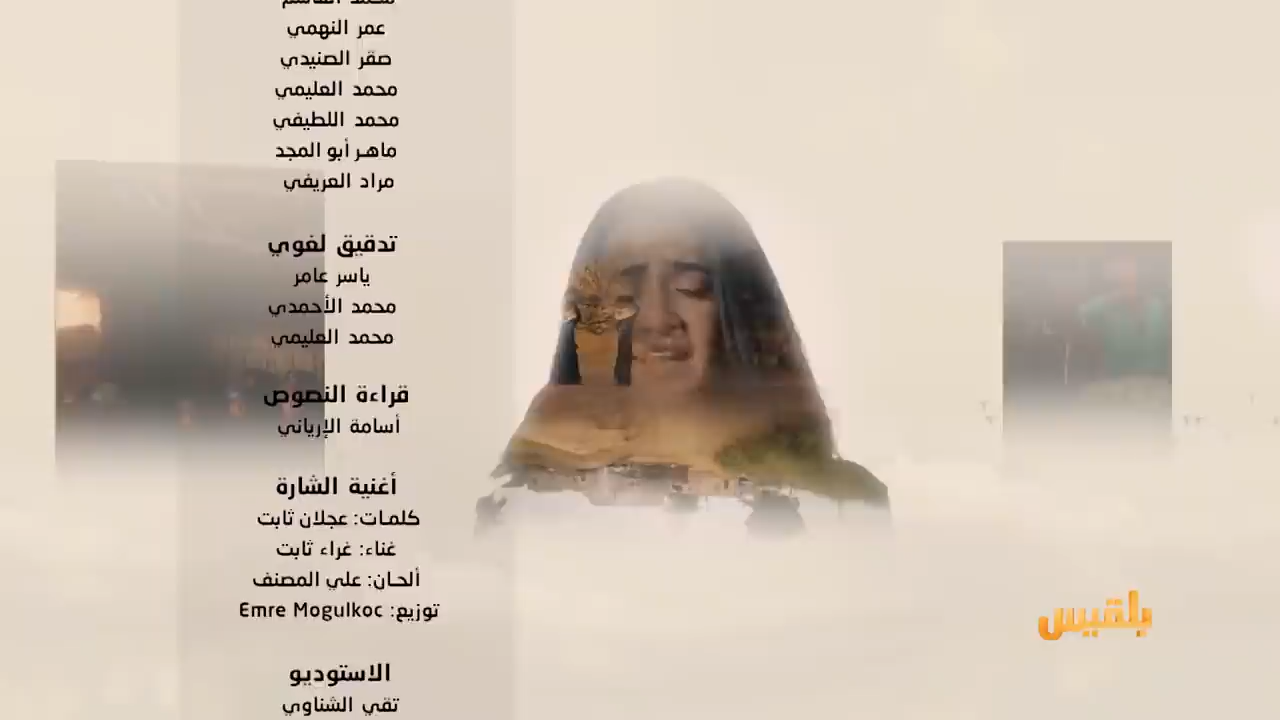 محمد القاسم
عمر النهمي
صقر الصنيدي
محمد العليمي
محمد اللطيفي
ماهر أبو المجد
مراد العريفي
تدقيق لغوي
ياسر عامر
محمد الأحمدي
محمد العليمي
قراءة النصوص
أسامة الإرياني
أغنية الشارة
كلمات: عجلان ثابت
غناء: غراء ثابت
ألحان: علي المصنف
توزيع: Emre Mogulkoc
الاستوديو
تقي الشناوي
بلقيس